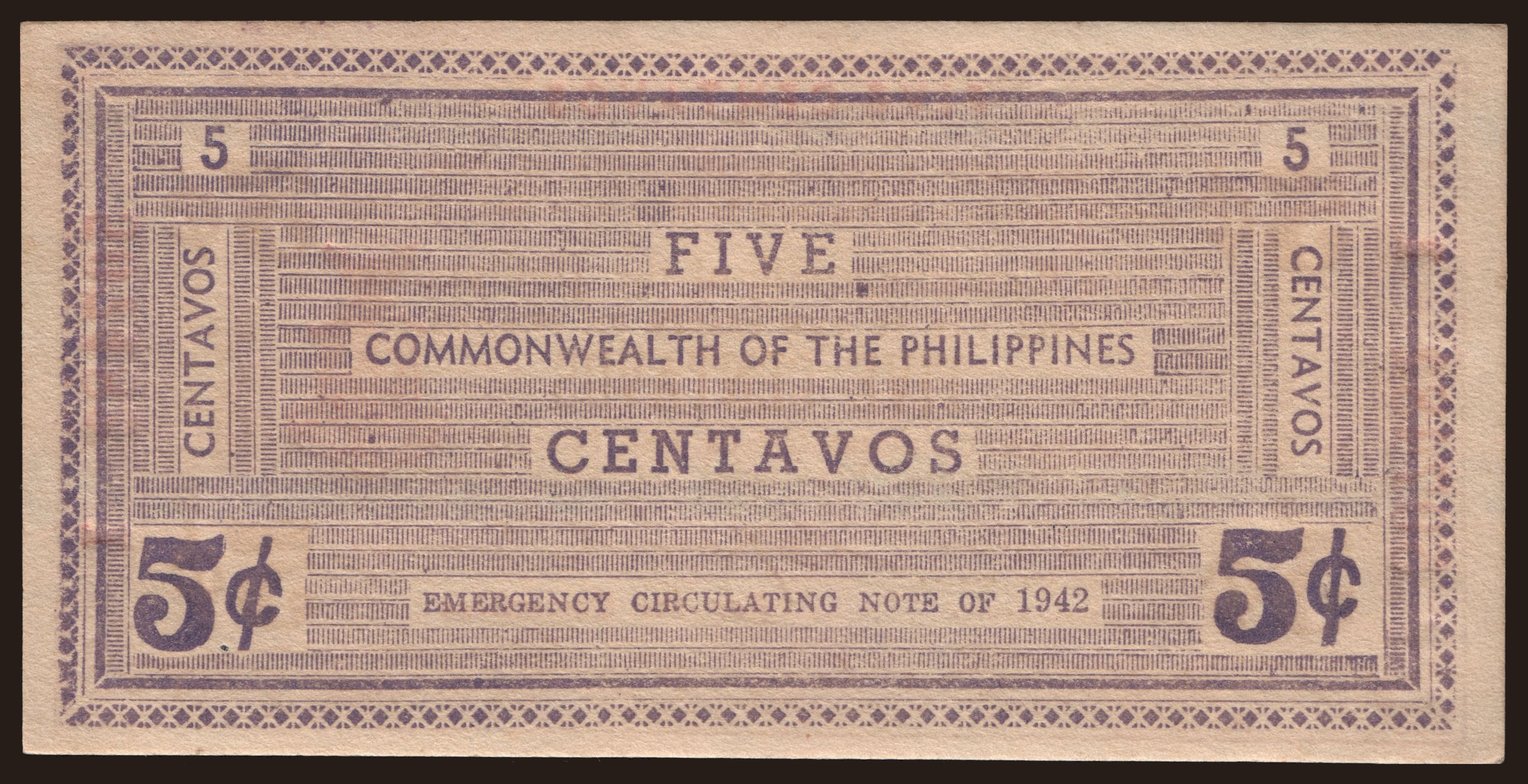 5 5
FIVE
CENTAVOS CENTAVOS
COMMONWEALTH OF THE PHILIPPINES
CENTAVOS
5¢ 5¢
EMERGENCY CIRCULATING NOTE OF 1942